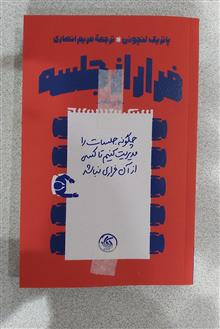 پاتریک لنچونی • ترجمهٔ مریم انصاری
فرار از جلسه
چگونه جلسات را
مدیریت کنیم تا کسی
از آن فراری نباشد